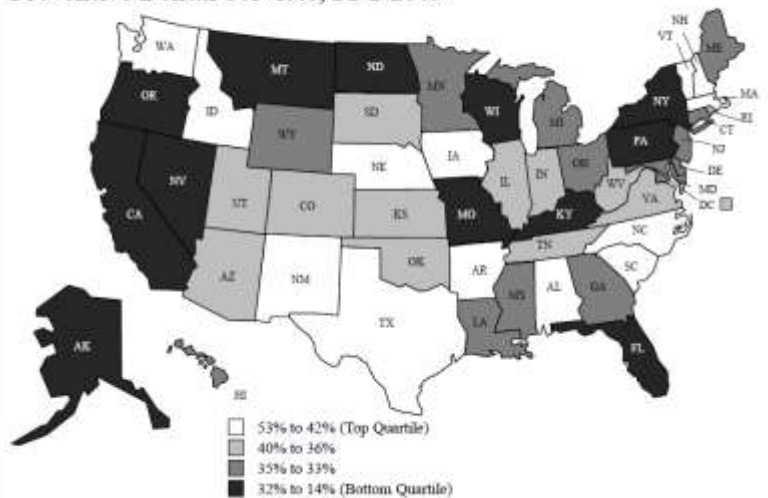 NH
VT
ME
WA
MT
ND
MN
MA
OR
ID
SD
WI
NY
RI
WY
MI
CT
PA
NJ
NE
IA
OH
DE
NV
IL
IN
WV
MD
UT
CO
VA
DC
CA
KS
MO
KY
NC
TN
OK
AZ
NM
AR
SC
MS
AL
GA
TX
LA
AK
FL
HI
53% to 42% (Top Quartile)
40% to 36%
35% to 33%
32% to 14% (Bottom Quartile)